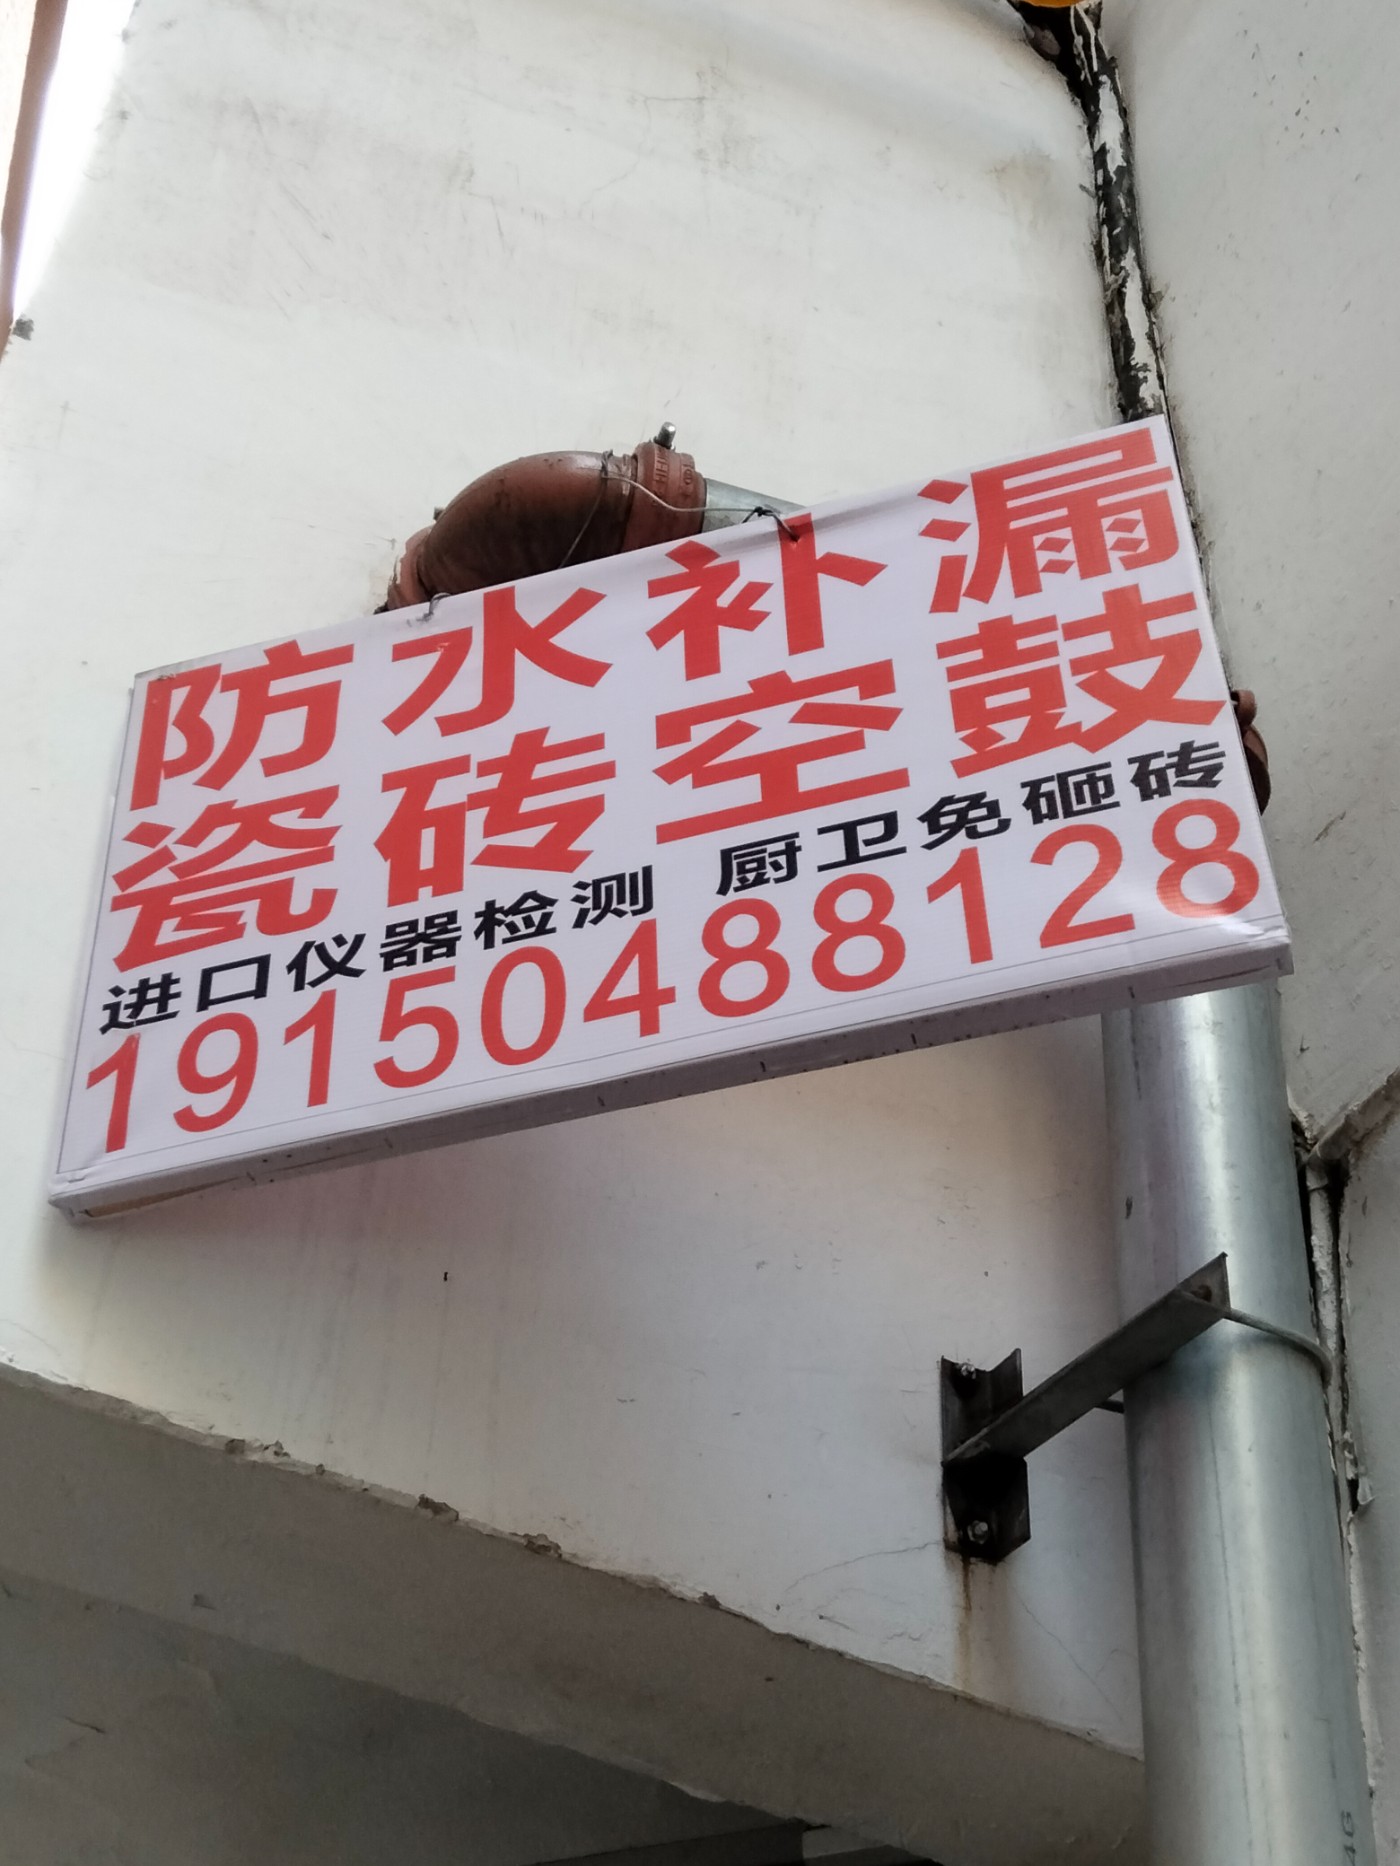 防水补漏
瓷砖空鼓
进口仪器检测 厨卫免砸砖
19150488128